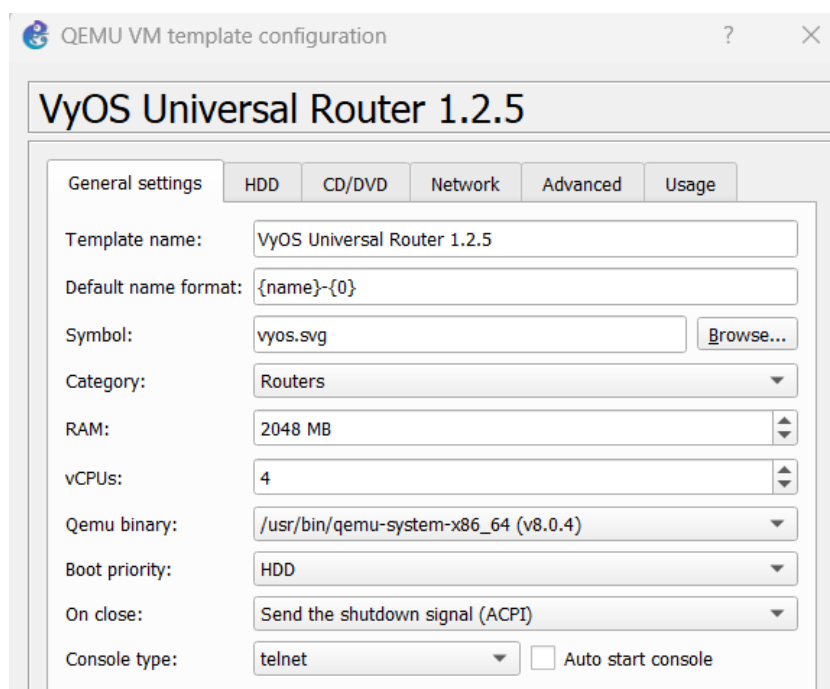 QEMU VM template configuration ?
VyOS Universal Router 1.2.5
General settings HDD CD/DVD Network Advanced Usage
Template name: VyOS Universal Router 1.2.5
Default name format: {name}-{0}
Symbol: vyos.svg Browse...
Category: Routers
RAM: 2048 MB
vCPUs: 4
Qemu binary: /usr/bin/qemu-system-x86_64 (v8.0.4)
Boot priority: HDD
On close: Send the shutdown signal (ACPI)
Console type: telnet Auto start console